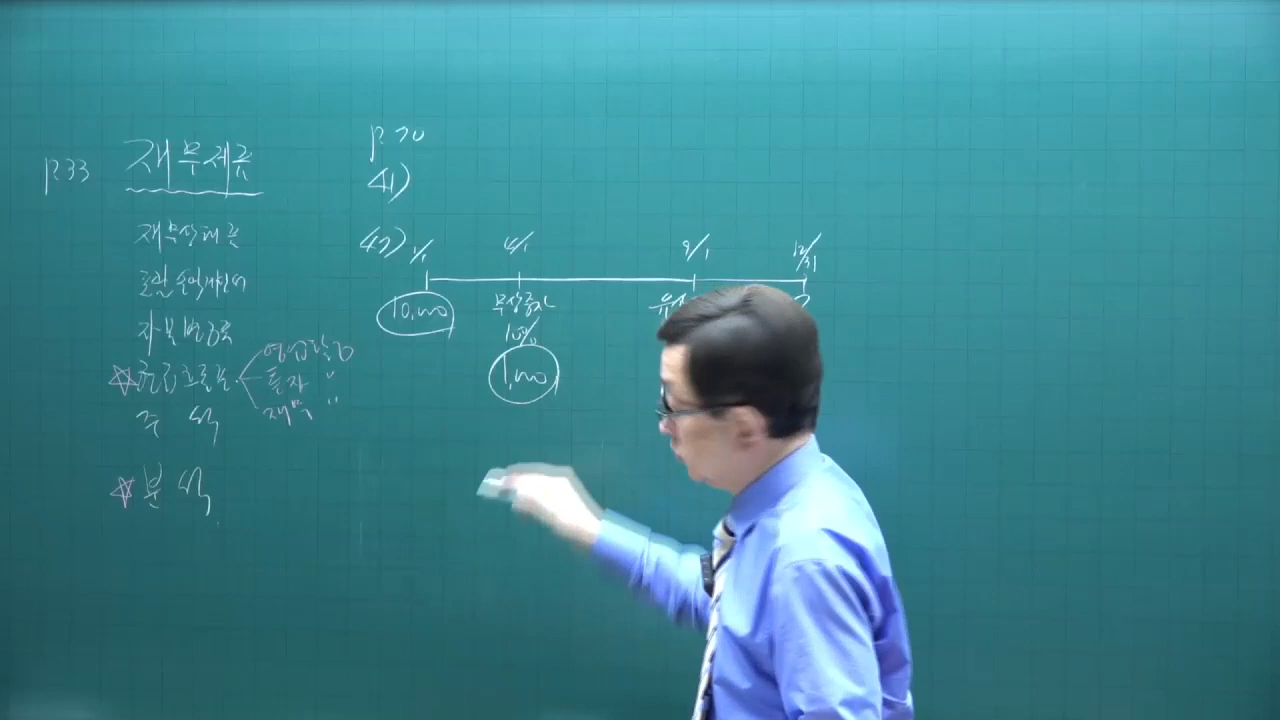 p.33 재무제표
재무상태표
포괄손익계산서
자본변동표
☆현금흐름표 영업활동
투자 〃
재무 〃
주석
☆분석
p.70
41)
42) 1/1 4/1 9/1 12/31
10,000 무상증자 유상
10%
1,000